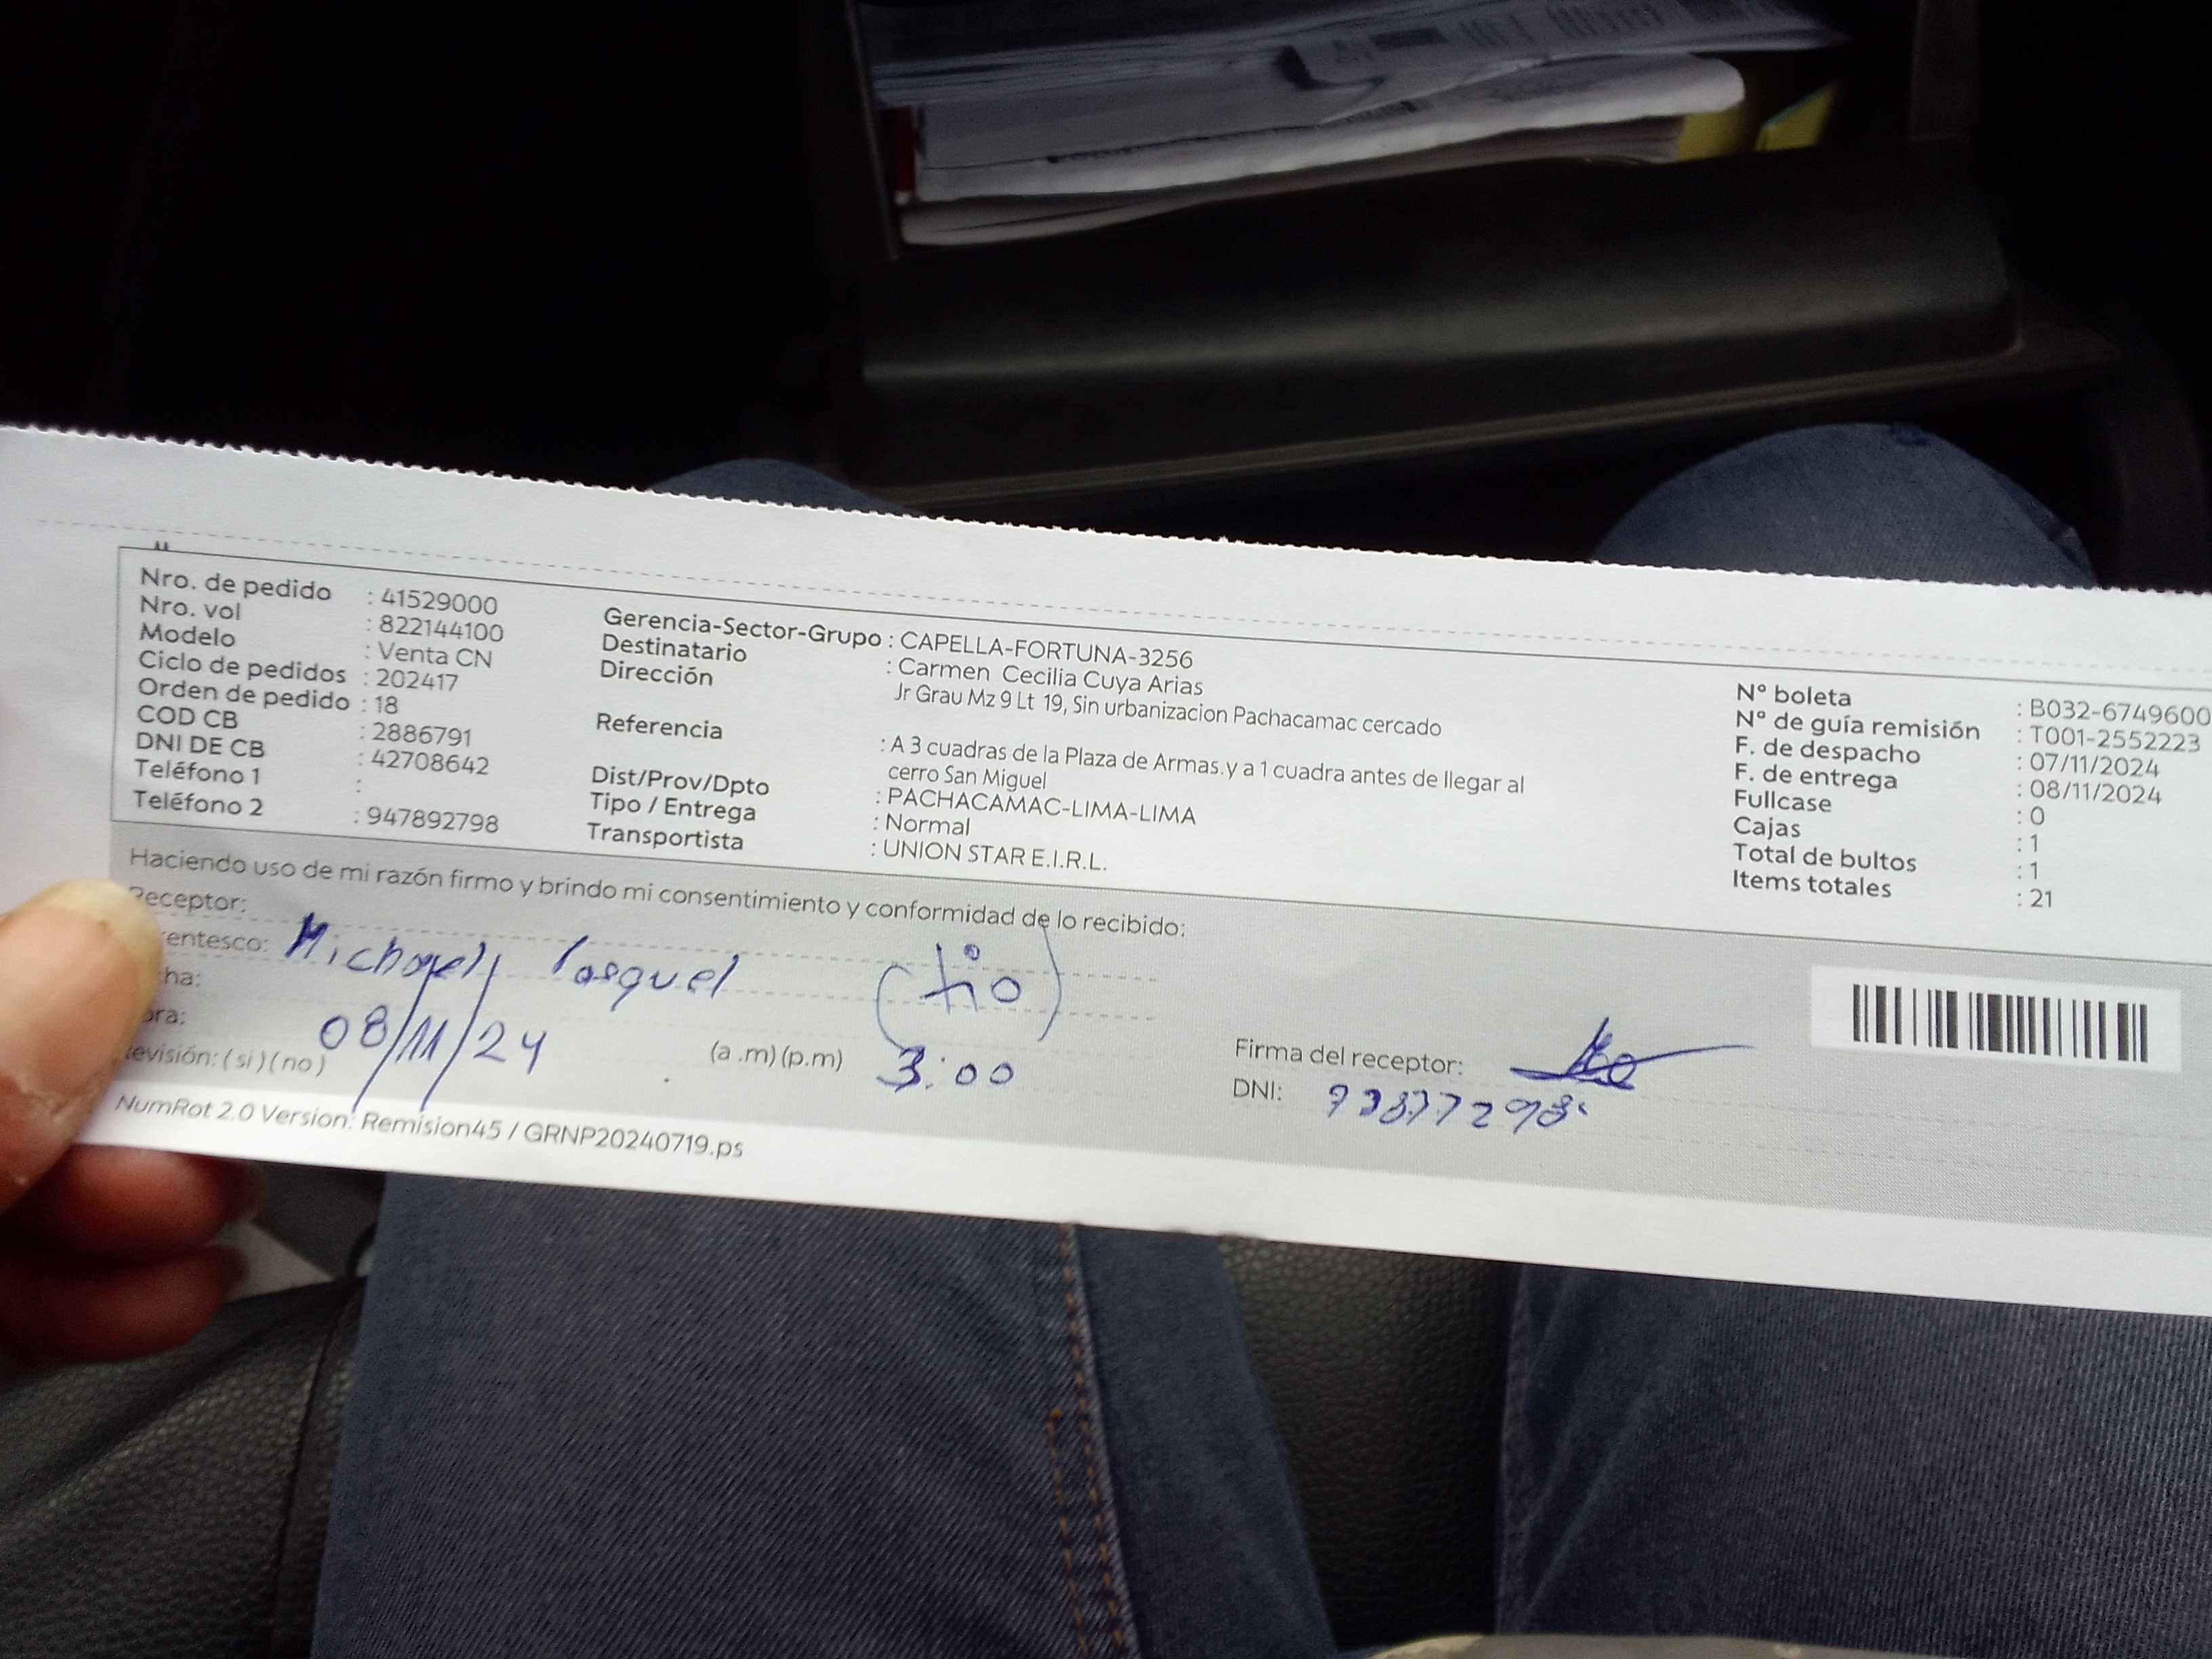 Nro. de pedido : 41529000
Nro. vol : 822144100
Modelo : Venta CN
Ciclo de pedidos : 202417
Orden de pedido : 18
COD CB : 2886791
DNI DE CB : 42708642
Teléfono 1 :
Teléfono 2 : 947892798
Gerencia-Sector-Grupo : CAPELLA-FORTUNA-3256
Destinatario : Carmen Cecilia Cuya Arias
Dirección Jr Grau Mz 9 Lt 19, Sin urbanizacion Pachacamac cercado
Referencia : A 3 cuadras de la Plaza de Armas.y a 1 cuadra antes de llegar al
cerro San Miguel
Dist/Prov/Dpto : PACHACAMAC-LIMA-LIMA
Tipo / Entrega : Normal
Transportista : UNION STAR E.I.R.L.
N° boleta : B032-6749600
N° de guía remisión : T001-2552223
F. de despacho : 07/11/2024
F. de entrega : 08/11/2024
Fullcase : 0
Cajas : 1
Total de bultos : 1
Items totales : 21
Haciendo uso de mi razón firmo y brindo mi consentimiento y conformidad de lo recibido:
Receptor:
entesco: (tío)
ha:
ora: 08/11/24 (a .m) (p.m) 3:00
evisión: ( si ) ( no )
Firma del receptor:
DNI:
NumRot 2.0 Version: Remision45 / GRNP20240719.ps